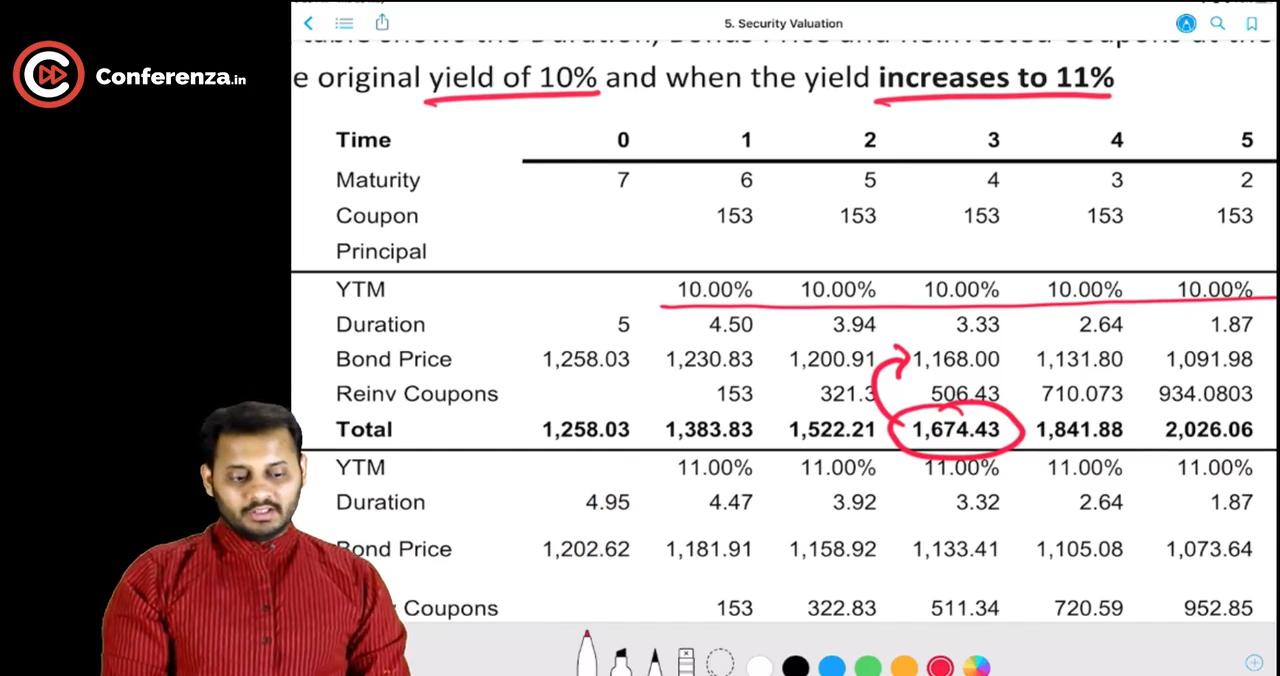 5. Security Valuation
Conferenza.in
e original yield of 10% and when the yield increases to 11%
Time 0 1 2 3 4 5
Maturity 7 6 5 4 3 2
Coupon 153 153 153 153 153
Principal
YTM 10.00% 10.00% 10.00% 10.00% 10.00%
Duration 5 4.50 3.94 3.33 2.64 1.87
Bond Price 1,258.03 1,230.83 1,200.91 1,168.00 1,131.80 1,091.98
Reinv Coupons 153 321.3 506.43 710.073 934.0803
Total 1,258.03 1,383.83 1,522.21 1,674.43 1,841.88 2,026.06
YTM 11.00% 11.00% 11.00% 11.00% 11.00%
Duration 4.95 4.47 3.92 3.32 2.64 1.87
Bond Price 1,202.62 1,181.91 1,158.92 1,133.41 1,105.08 1,073.64
Coupons 153 322.83 511.34 720.59 952.85